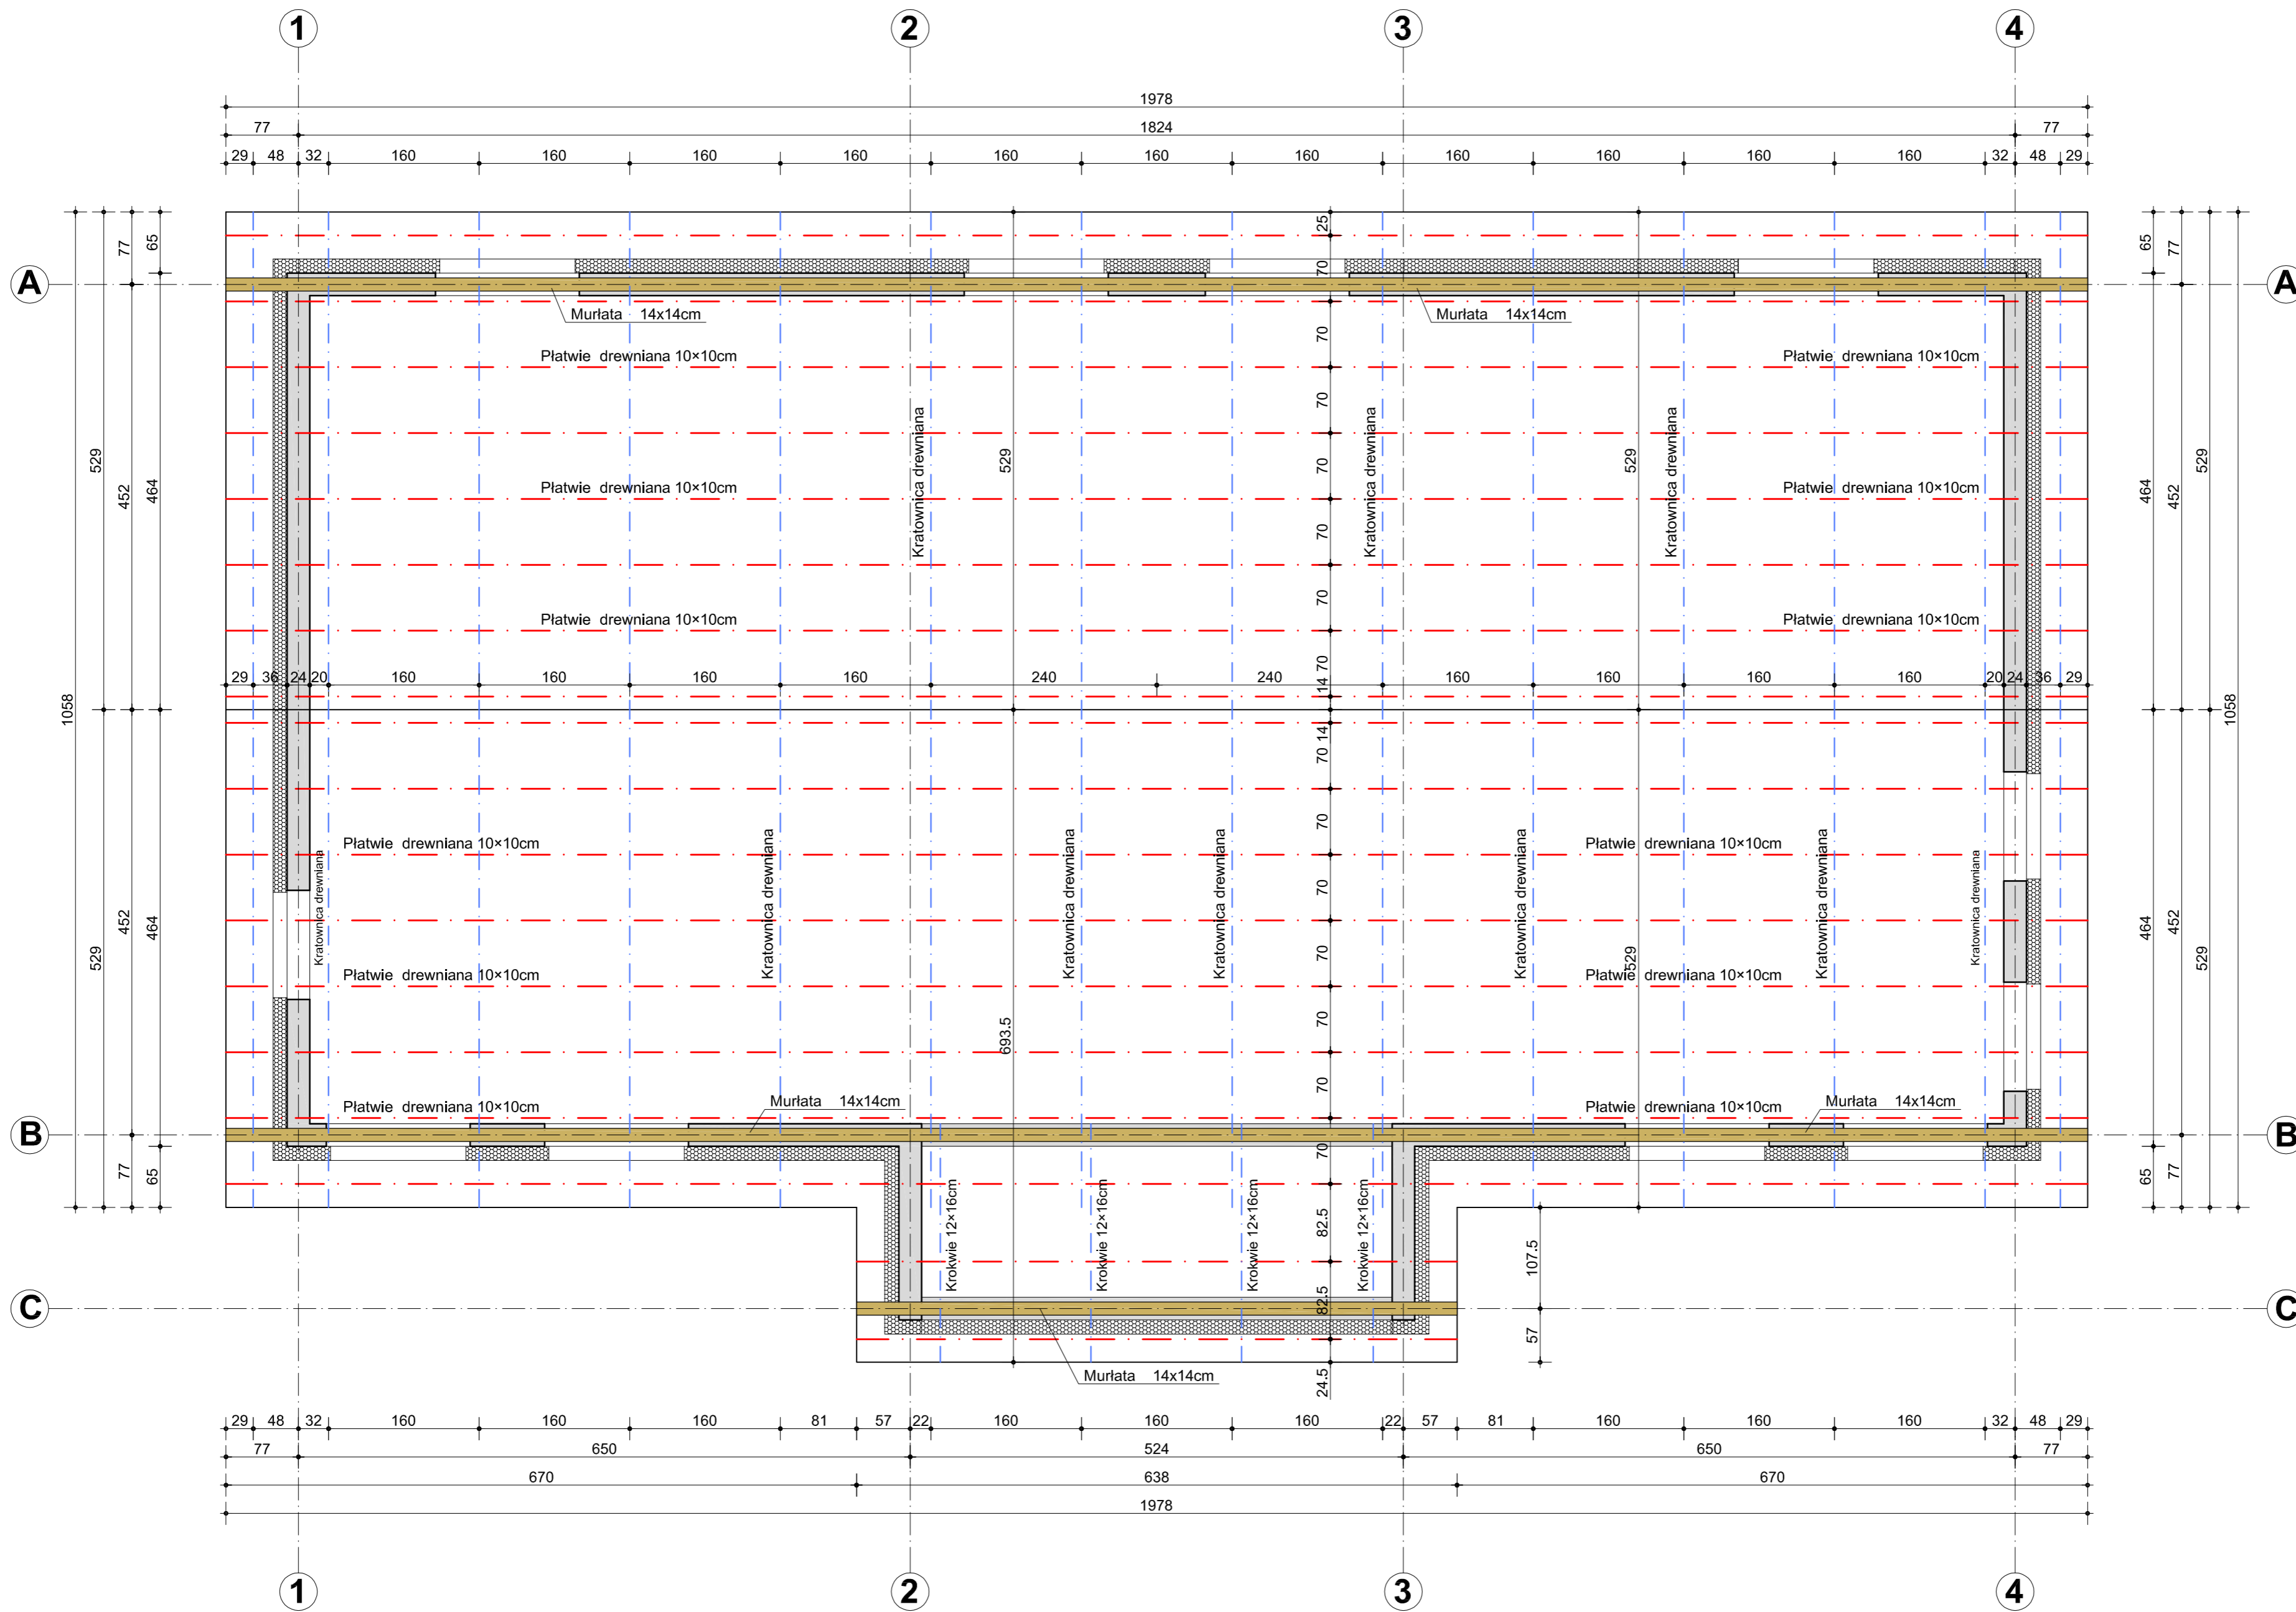 1 2 3 4
1978
77 1824 77
29 48 32 160 160 160 160 160 160 160 160 160 160 160 32 48 29
25
65 77 77 65
70
A A
Murłata 14x14cm Murłata 14x14cm
70
Płatwie drewniana 10×10cm Płatwie drewniana 10×10cm
70
Kratownica drewniana Kratownica drewniana Kratownica drewniana
529 529 529 529
70
Płatwie drewniana 10×10cm Płatwie drewniana 10×10cm
464 452 464 452
70
70
Płatwie drewniana 10×10cm Płatwie drewniana 10×10cm
70
29 36 24 20 160 160 160 160 240 240 160 160 160 160 20 24 36 29
14
1058 1058
14
70
70
Płatwie drewniana 10×10cm Płatwie drewniana 10×10cm
Kratownica drewniana Kratownica drewniana Kratownica drewniana Kratownica drewniana Kratownica drewniana Kratownica drewniana Kratownica drewniana
70
464 452 464 452
529 529 529
70
Płatwie drewniana 10×10cm Płatwie drewniana 10×10cm
693.5
70
70
Płatwie drewniana 10×10cm Murłata 14x14cm Płatwie drewniana 10×10cm Murłata 14x14cm
B B
70
77 65 65 77
Krokwie 12×16cm Krokwie 12×16cm Krokwie 12×16cm Krokwie 12×16cm
82.5
107.5
C C
82.5
57
Murłata 14x14cm
24.5
29 48 32 160 160 160 81 57 22 160 160 160 22 57 81 160 160 160 32 48 29
77 650 524 650 77
670 638 670
1978
1 2 3 4